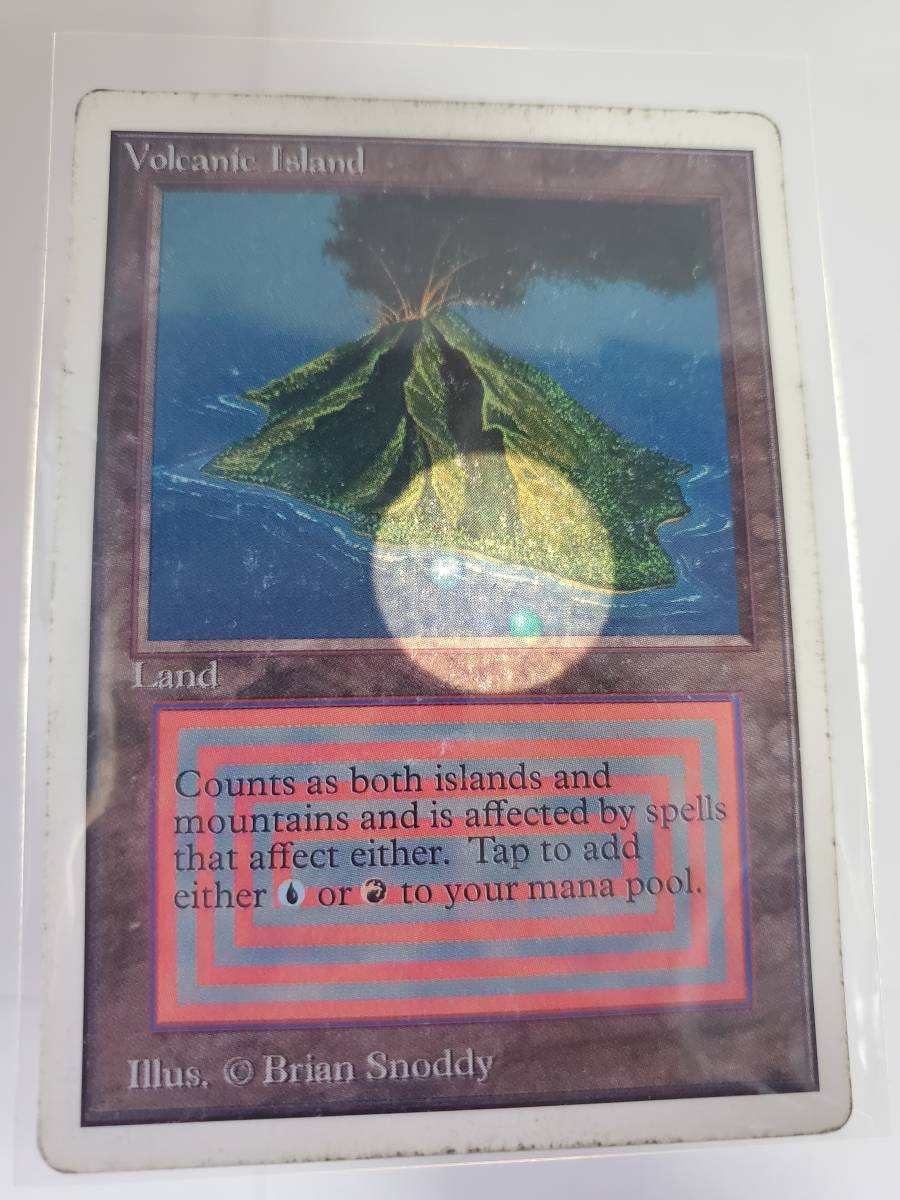 Volcanic Island
Land
Counts as both islands and
mountains and is affected by spells
that affect either. Tap to add
either or to your mana pool.
Illus. © Brian Snoddy